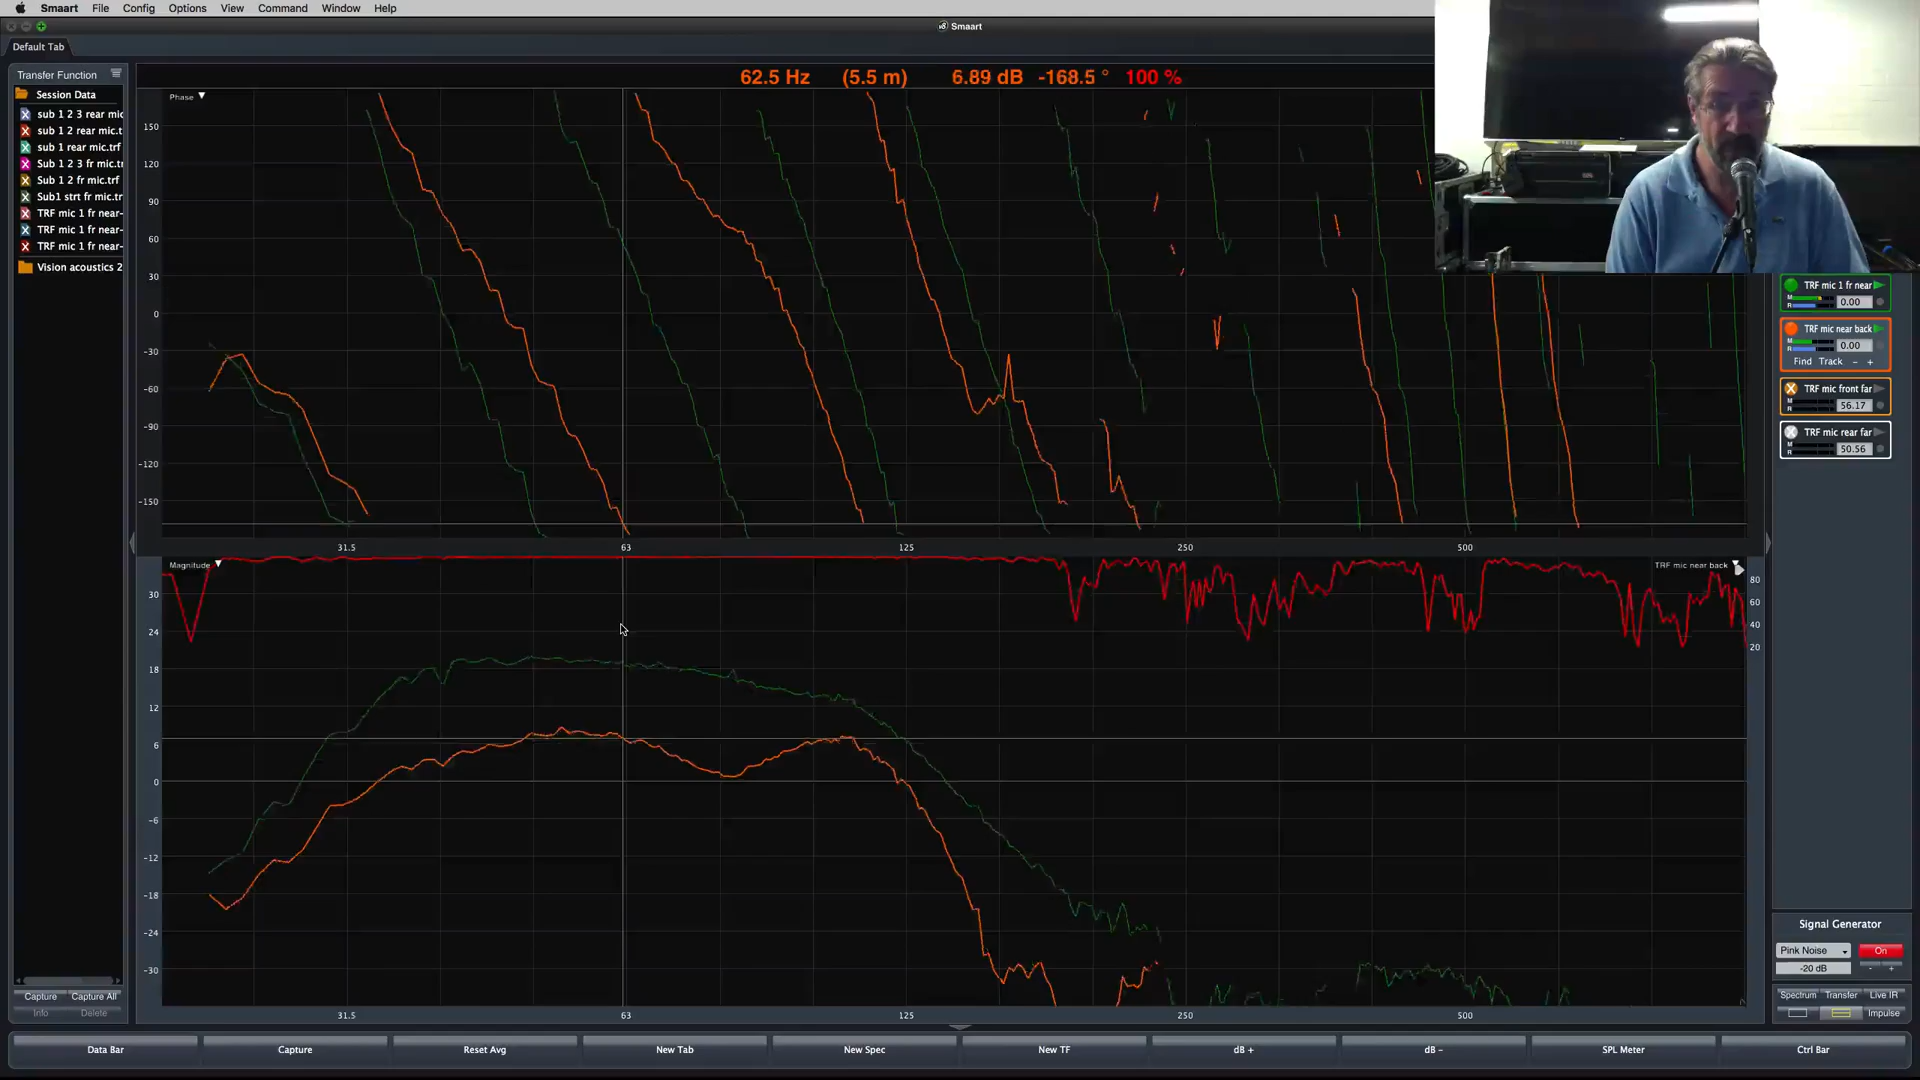 Smaart File Config Options View Command Window Help
Smaart
Default Tab
Transfer Function
Session Data
sub 1 2 3 rear mic
sub 1 2 rear mic.t
sub 1 rear mic.trf
Sub 1 2 3 fr mic.tr
Sub 1 2 fr mic.trf
Sub1 strt fr mic.tr
TRF mic 1 fr near-
TRF mic 1 fr near-
TRF mic 1 fr near-
Vision acoustics 2
Capture Capture All
Info Delete
62.5 Hz (5.5 m) 6.89 dB -168.5 ° 100 %
Phase
150
120
90
60
30
0
-30
-60
-90
-120
-150
31.5 63 125 250 500
Magnitude
TRF mic near back
30
24
18
12
6
0
-6
-12
-18
-24
-30
80
60
40
20
31.5 63 125 250 500
TRF mic 1 fr near
M
R
0.00
TRF mic near back
M
R
0.00
Find Track - +
TRF mic front far
M
R
56.17
TRF mic rear far
M
R
50.56
Signal Generator
Pink Noise On
-20 dB - +
Spectrum Transfer Live IR
Impulse
Data Bar Capture Reset Avg New Tab New Spec New TF dB + dB - SPL Meter Ctrl Bar